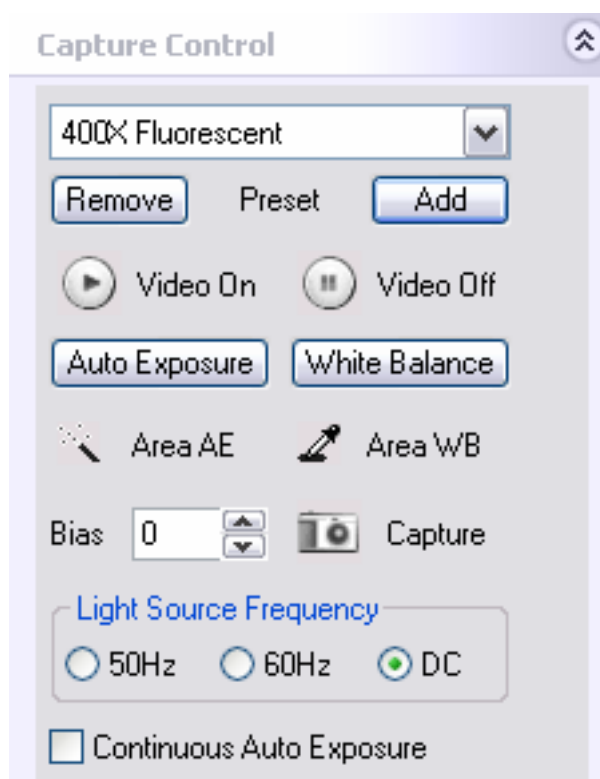 Capture Control
400X Fluorescent
Remove Preset Add
Video On Video Off
Auto Exposure White Balance
Area AE Area WB
Bias 0 Capture
Light Source Frequency
50Hz 60Hz DC
Continuous Auto Exposure